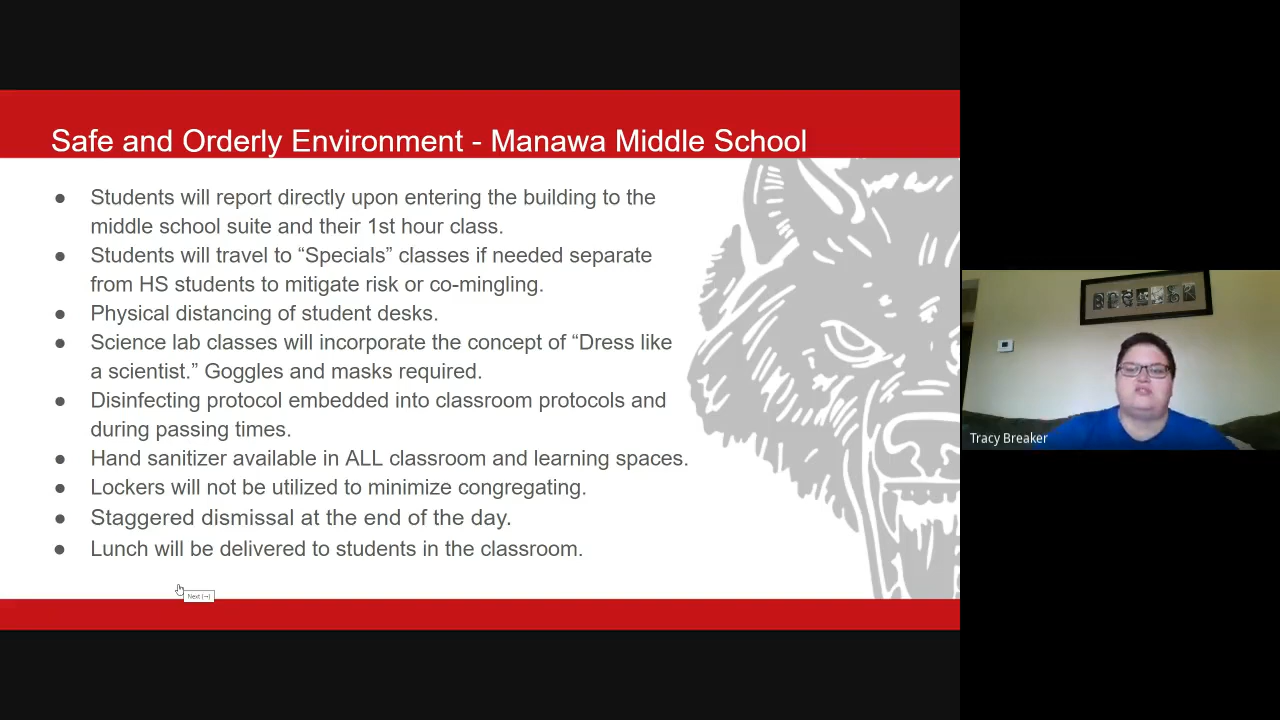 Safe and Orderly Environment - Manawa Middle School
● Students will report directly upon entering the building to the
middle school suite and their 1st hour class.
● Students will travel to “Specials” classes if needed separate
from HS students to mitigate risk or co-mingling.
● Physical distancing of student desks.
● Science lab classes will incorporate the concept of “Dress like
a scientist.” Goggles and masks required.
● Disinfecting protocol embedded into classroom protocols and
during passing times.
● Hand sanitizer available in ALL classroom and learning spaces.
● Lockers will not be utilized to minimize congregating.
● Staggered dismissal at the end of the day.
● Lunch will be delivered to students in the classroom.
Next (→)
Tracy Breaker